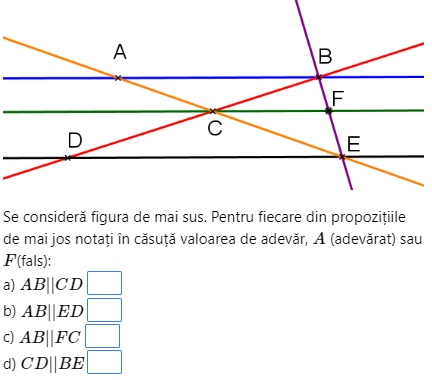 A
B
F
C
D
E
Se consideră figura de mai sus. Pentru fiecare din propozițiile
de mai jos notați în căsuță valoarea de adevăr, A (adevărat) sau
F(fals):
a) AB||CD
b) AB||ED
c) AB||FC
d) CD||BE